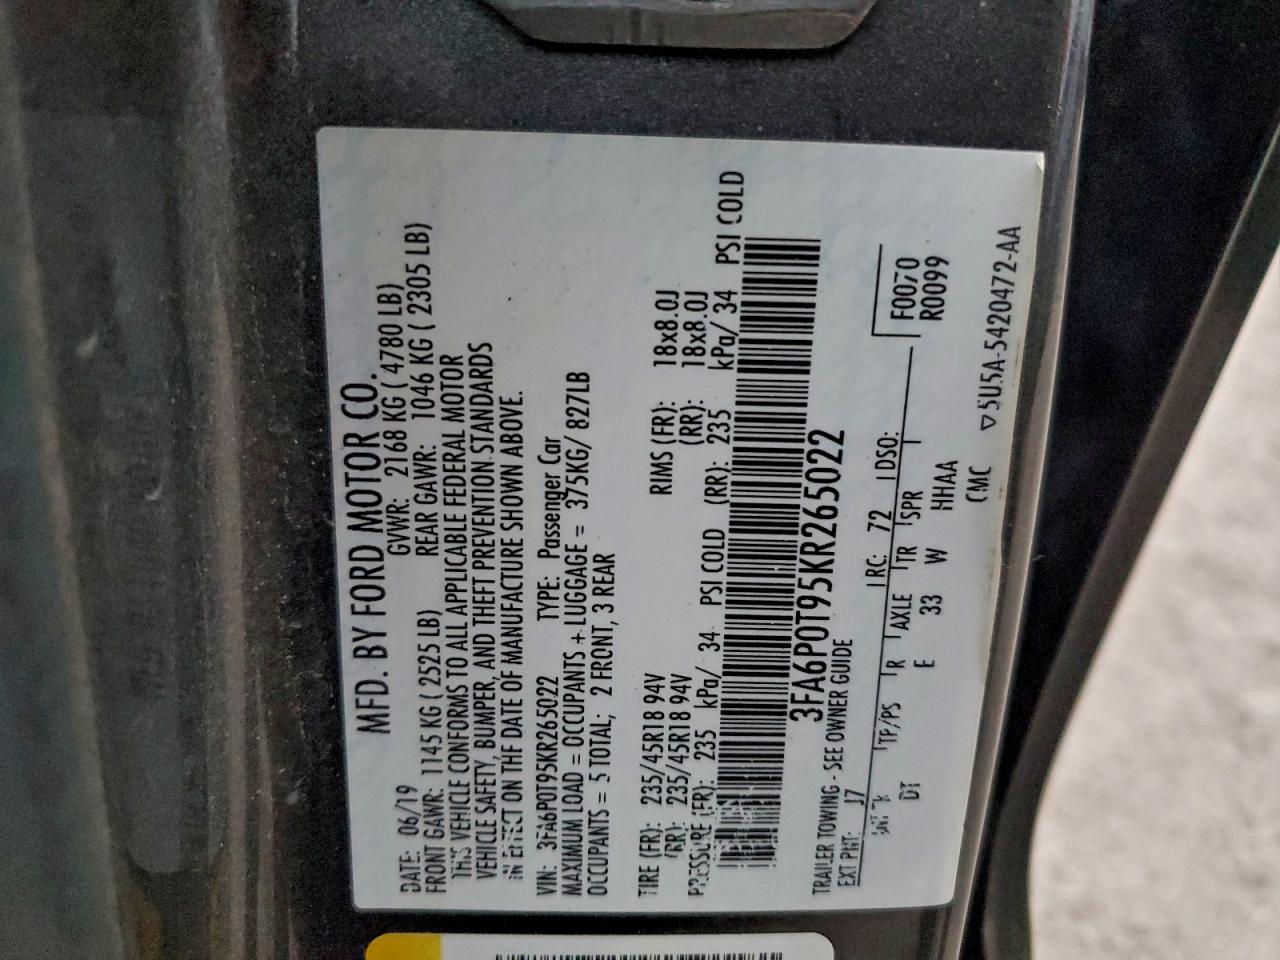 MFD. BY FORD MOTOR CO.
DATE: 06/19 GVWR: 2168 KG ( 4780 LB)
FRONT GAWR: 1145 KG ( 2525 LB) REAR GAWR: 1046 KG ( 2305 LB)
THIS VEHICLE CONFORMS TO ALL APPLICABLE FEDERAL MOTOR
VEHICLE SAFETY, BUMPER, AND THEFT PREVENTION STANDARDS
IN EFFECT ON THE DATE OF MANUFACTURE SHOWN ABOVE.
VIN: 3FA6P0T95KR265022 TYPE: Passenger Car
MAXIMUM LOAD = OCCUPANTS + LUGGAGE = 375KG/ 827LB
OCCUPANTS = 5 TOTAL; 2 FRONT, 3 REAR
TIRE (FR): 235/45R18 94V RIMS (FR): 18x8.0J
(RR): 235/45R18 94V (RR): 18x8.0J
PRESSURE (FR): 235 kPa/ 34 PSI COLD (RR): 235 kPa/ 34 PSI COLD
3FA6P0T95KR265022
TRAILER TOWING - SEE OWNER GUIDE
EXT PNT: J7 RC: 72 DSO: F0070
TP/PS R AXLE TR SPR R0099
DT E 33 W HHAA
CMC ▽5U5A-5420472-AA